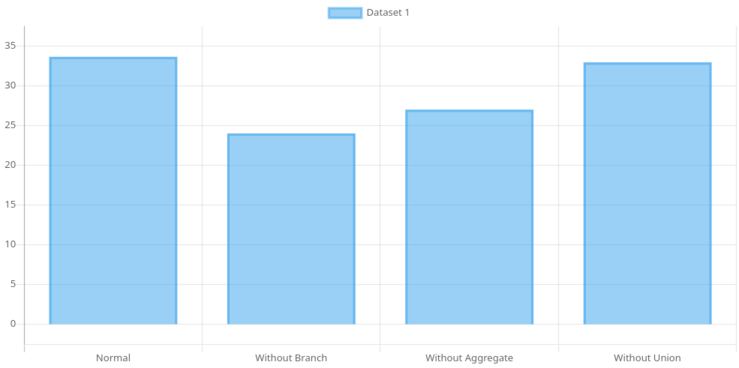 Dataset 1
35
30
25
20
15
10
5
0
Normal
Without Branch
Without Aggregate
Without Union